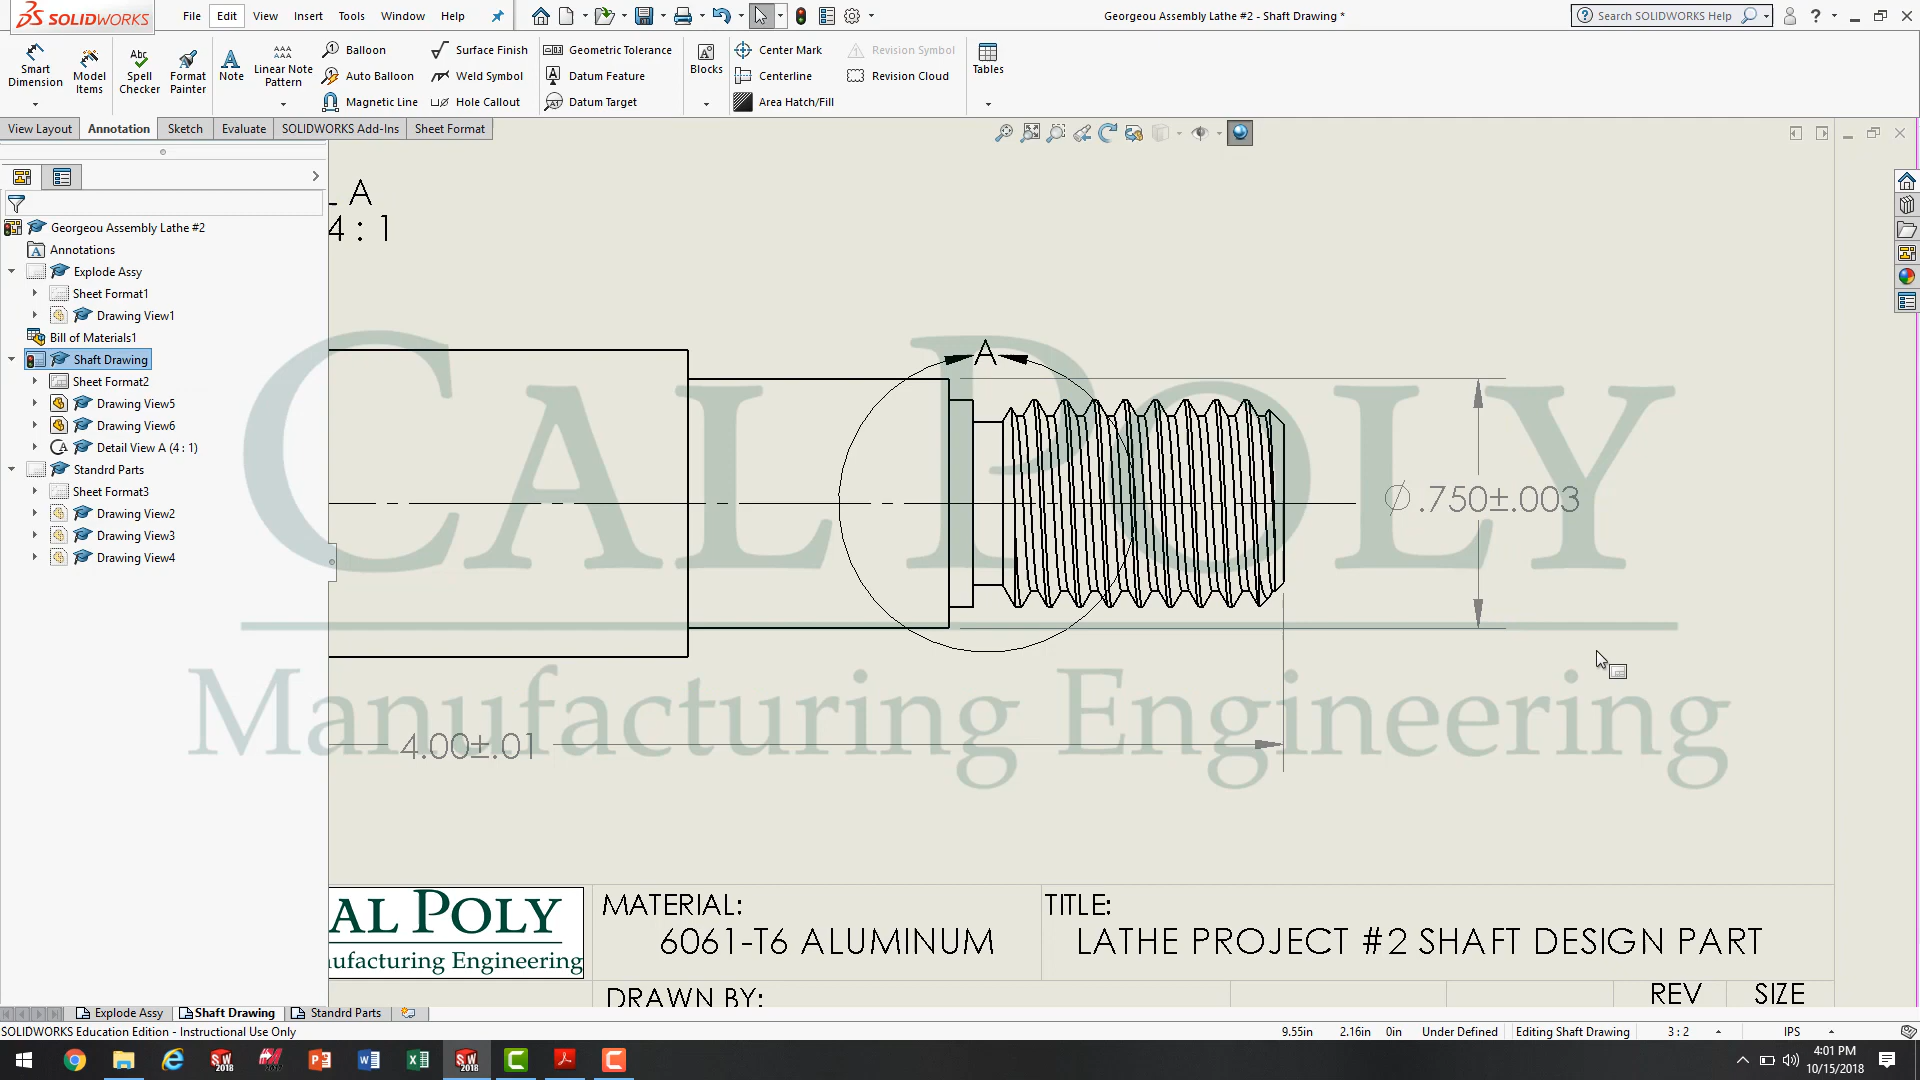 SOLIDWORKS
File Edit View Insert Tools Window Help
Georgeou Assembly Lathe #2 - Shaft Drawing *
Search SOLIDWORKS Help
Smart Dimension
Model Items
Spell Checker
Format Painter
Note
Linear Note Pattern
Balloon
Auto Balloon
Magnetic Line
Surface Finish
Weld Symbol
Hole Callout
Geometric Tolerance
Datum Feature
Datum Target
Blocks
Center Mark
Centerline
Area Hatch/Fill
Revision Symbol
Revision Cloud
Tables
View Layout Annotation Sketch Evaluate SOLIDWORKS Add-Ins Sheet Format
Georgeou Assembly Lathe #2
Annotations
Explode Assy
Sheet Format1
Drawing View1
Bill of Materials1
Shaft Drawing
Sheet Format2
Drawing View5
Drawing View6
Detail View A (4 : 1)
Standrd Parts
Sheet Format3
Drawing View2
Drawing View3
Drawing View4
L A
4 : 1
A
CAL POLY
Manufacturing Engineering
Ø .750±.003
4.00±.01
AL POLY
ufacturing Engineering
MATERIAL:
6061-T6 ALUMINUM
TITLE:
LATHE PROJECT #2 SHAFT DESIGN PART
DRAWN BY:
REV SIZE
Explode Assy Shaft Drawing Standrd Parts
SOLIDWORKS Education Edition - Instructional Use Only
9.55in 2.16in 0in Under Defined Editing Shaft Drawing 3 : 2 IPS
4:01 PM
10/15/2018